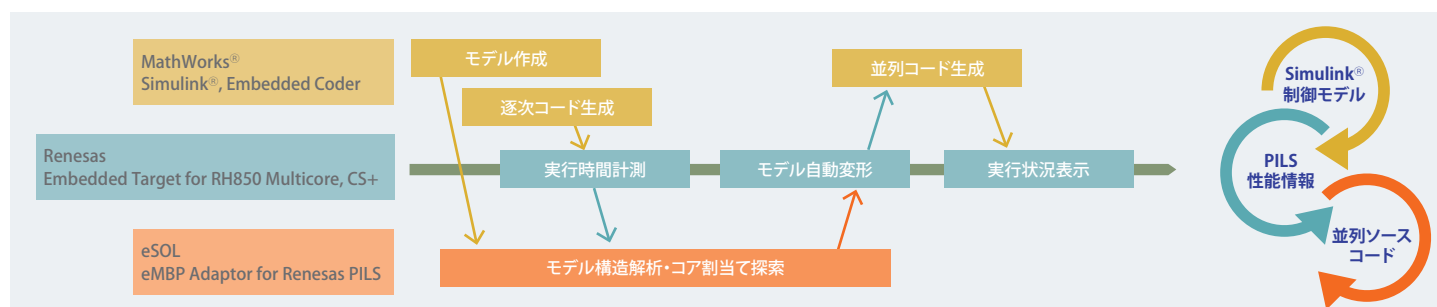 MathWorks®
Simulink®, Embedded Coder
モデル作成
逐次コード生成
並列コード生成
Renesas
Embedded Target for RH850 Multicore, CS+
実行時間計測
モデル自動変形
実行状況表示
eSOL
eMBP Adaptor for Renesas PILS
モデル構造解析・コア割当て探索
Simulink®
制御モデル
PILS
性能情報
並列ソース
コード